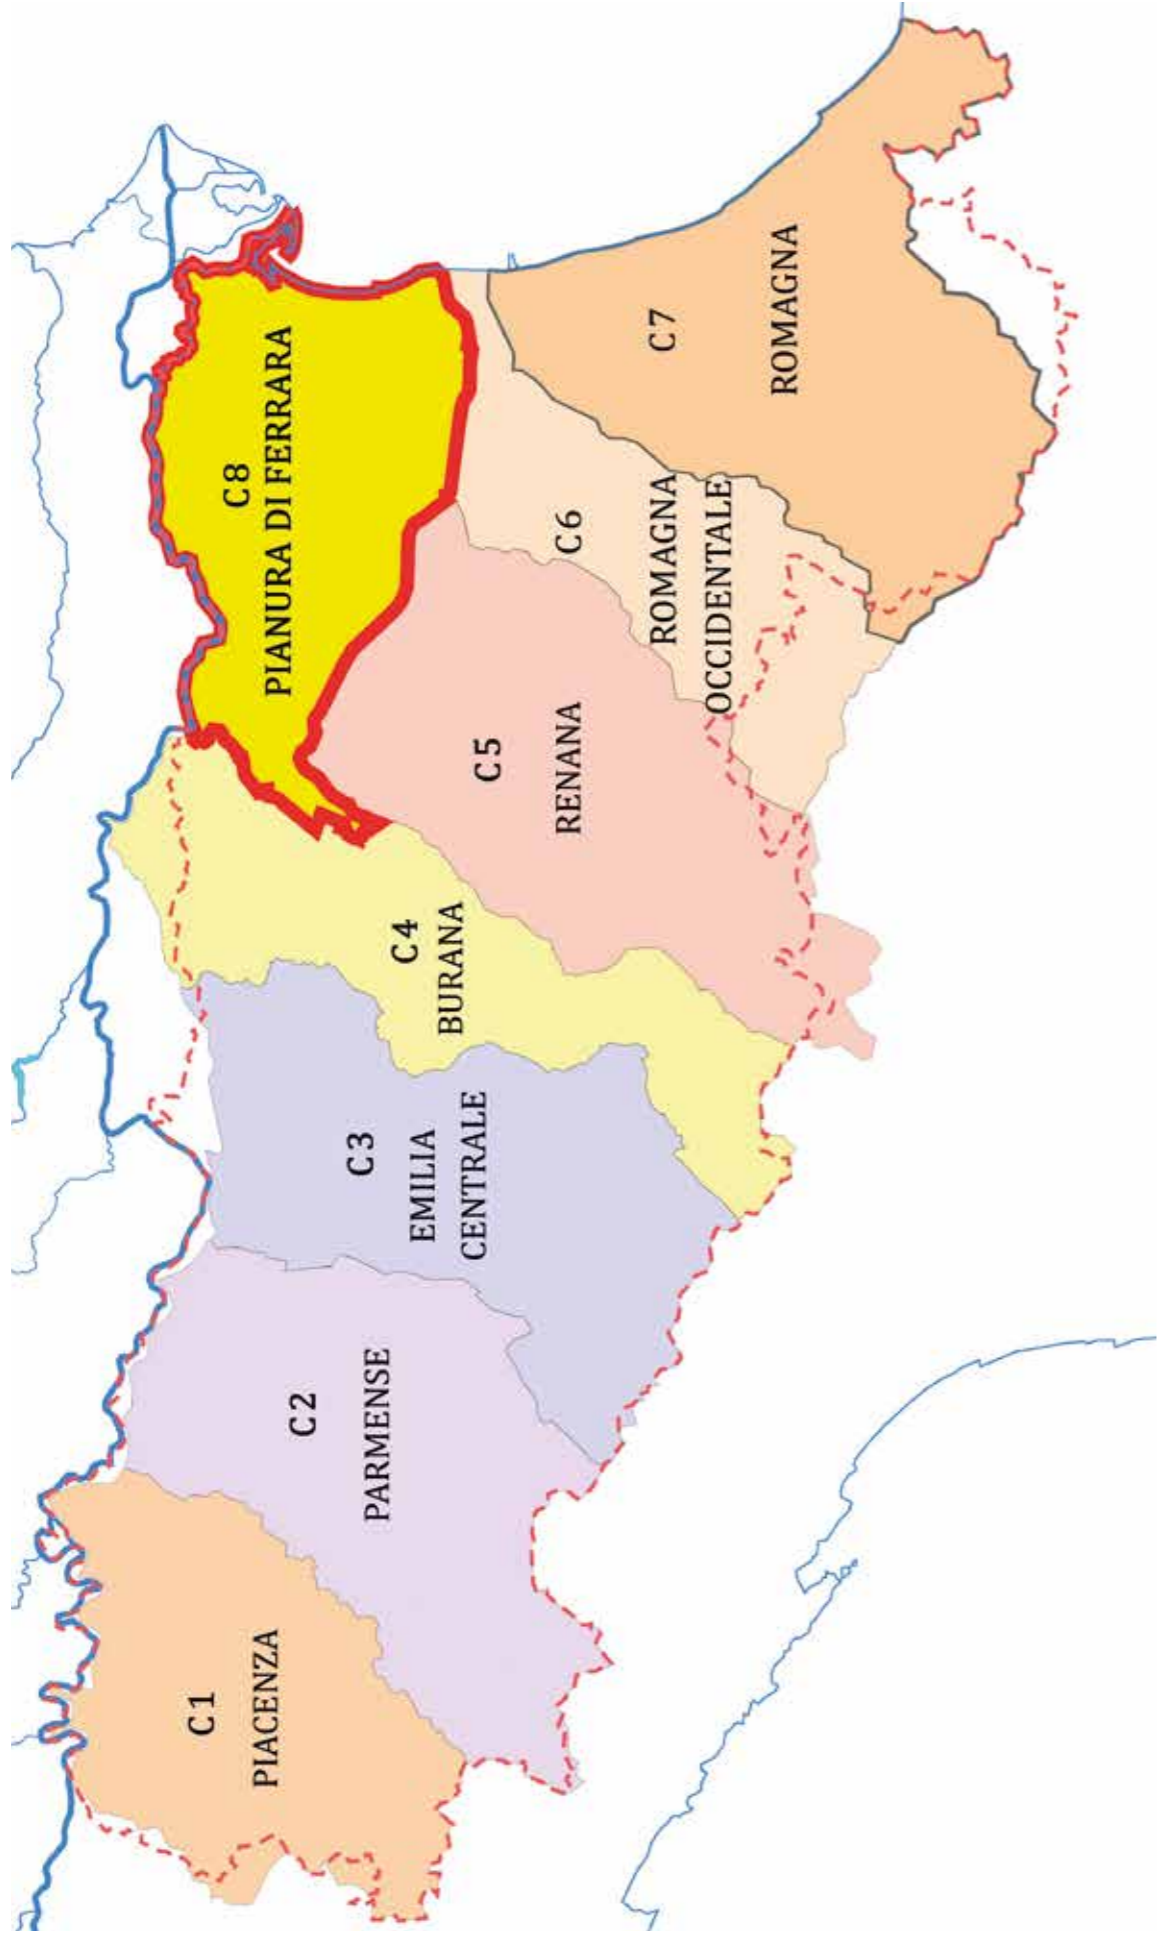 C1
PIACENZA
C2
PARMENSE
C3
EMILIA
CENTRALE
C4
BURANA
C5
RENANA
C6
ROMAGNA
OCCIDENTALE
C7
ROMAGNA
C8
PIANURA DI FERRARA